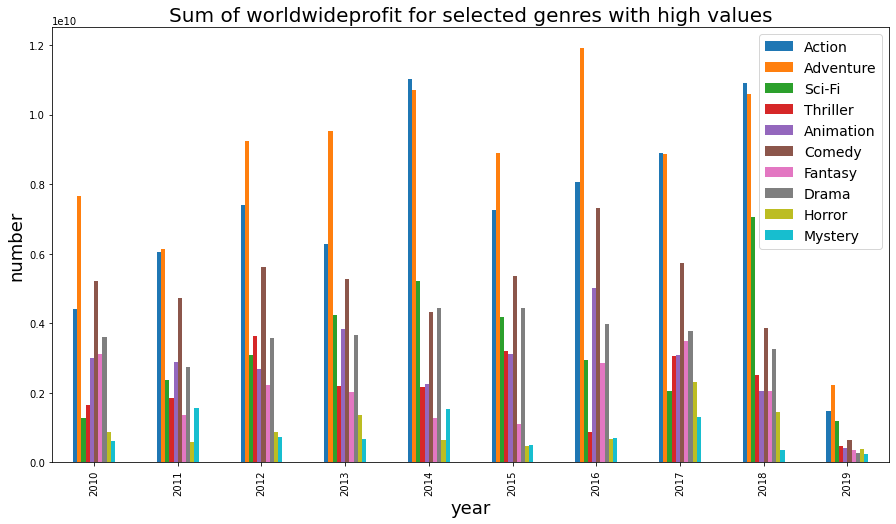 Sum of worldwideprofit for selected genres with high values
1e10
1.2
1.0
0.8
0.6
0.4
0.2
0.0
number
Action
Adventure
Sci-Fi
Thriller
Animation
Comedy
Fantasy
Drama
Horror
Mystery
2010
2011
2012
2013
2014
2015
2016
2017
2018
2019
year